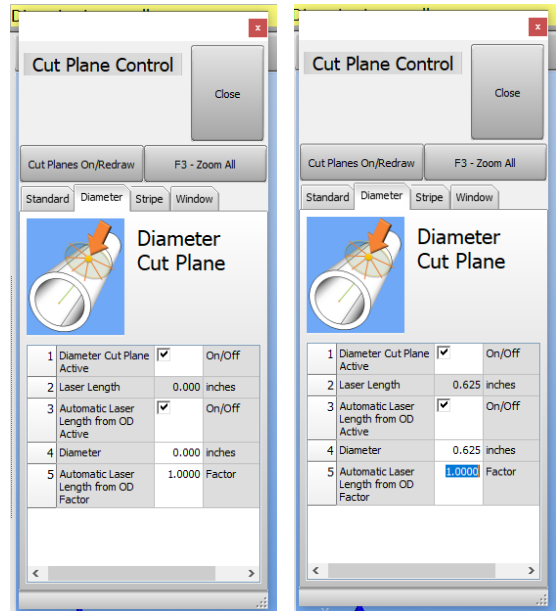 x
Cut Plane Control
Close
Cut Planes On/Redraw
F3 - Zoom All
Standard Diameter Stripe Window
Diameter
Cut Plane
1 Diameter Cut Plane On/Off
Active
2 Laser Length 0.000 inches
3 Automatic Laser On/Off
Length from OD
Active
4 Diameter 0.000 inches
5 Automatic Laser 1.0000 Factor
Length from OD
Factor
x
Cut Plane Control
Close
Cut Planes On/Redraw
F3 - Zoom All
Standard Diameter Stripe Window
Diameter
Cut Plane
1 Diameter Cut Plane On/Off
Active
2 Laser Length 0.625 inches
3 Automatic Laser On/Off
Length from OD
Active
4 Diameter 0.625 inches
5 Automatic Laser 1.0000 Factor
Length from OD
Factor